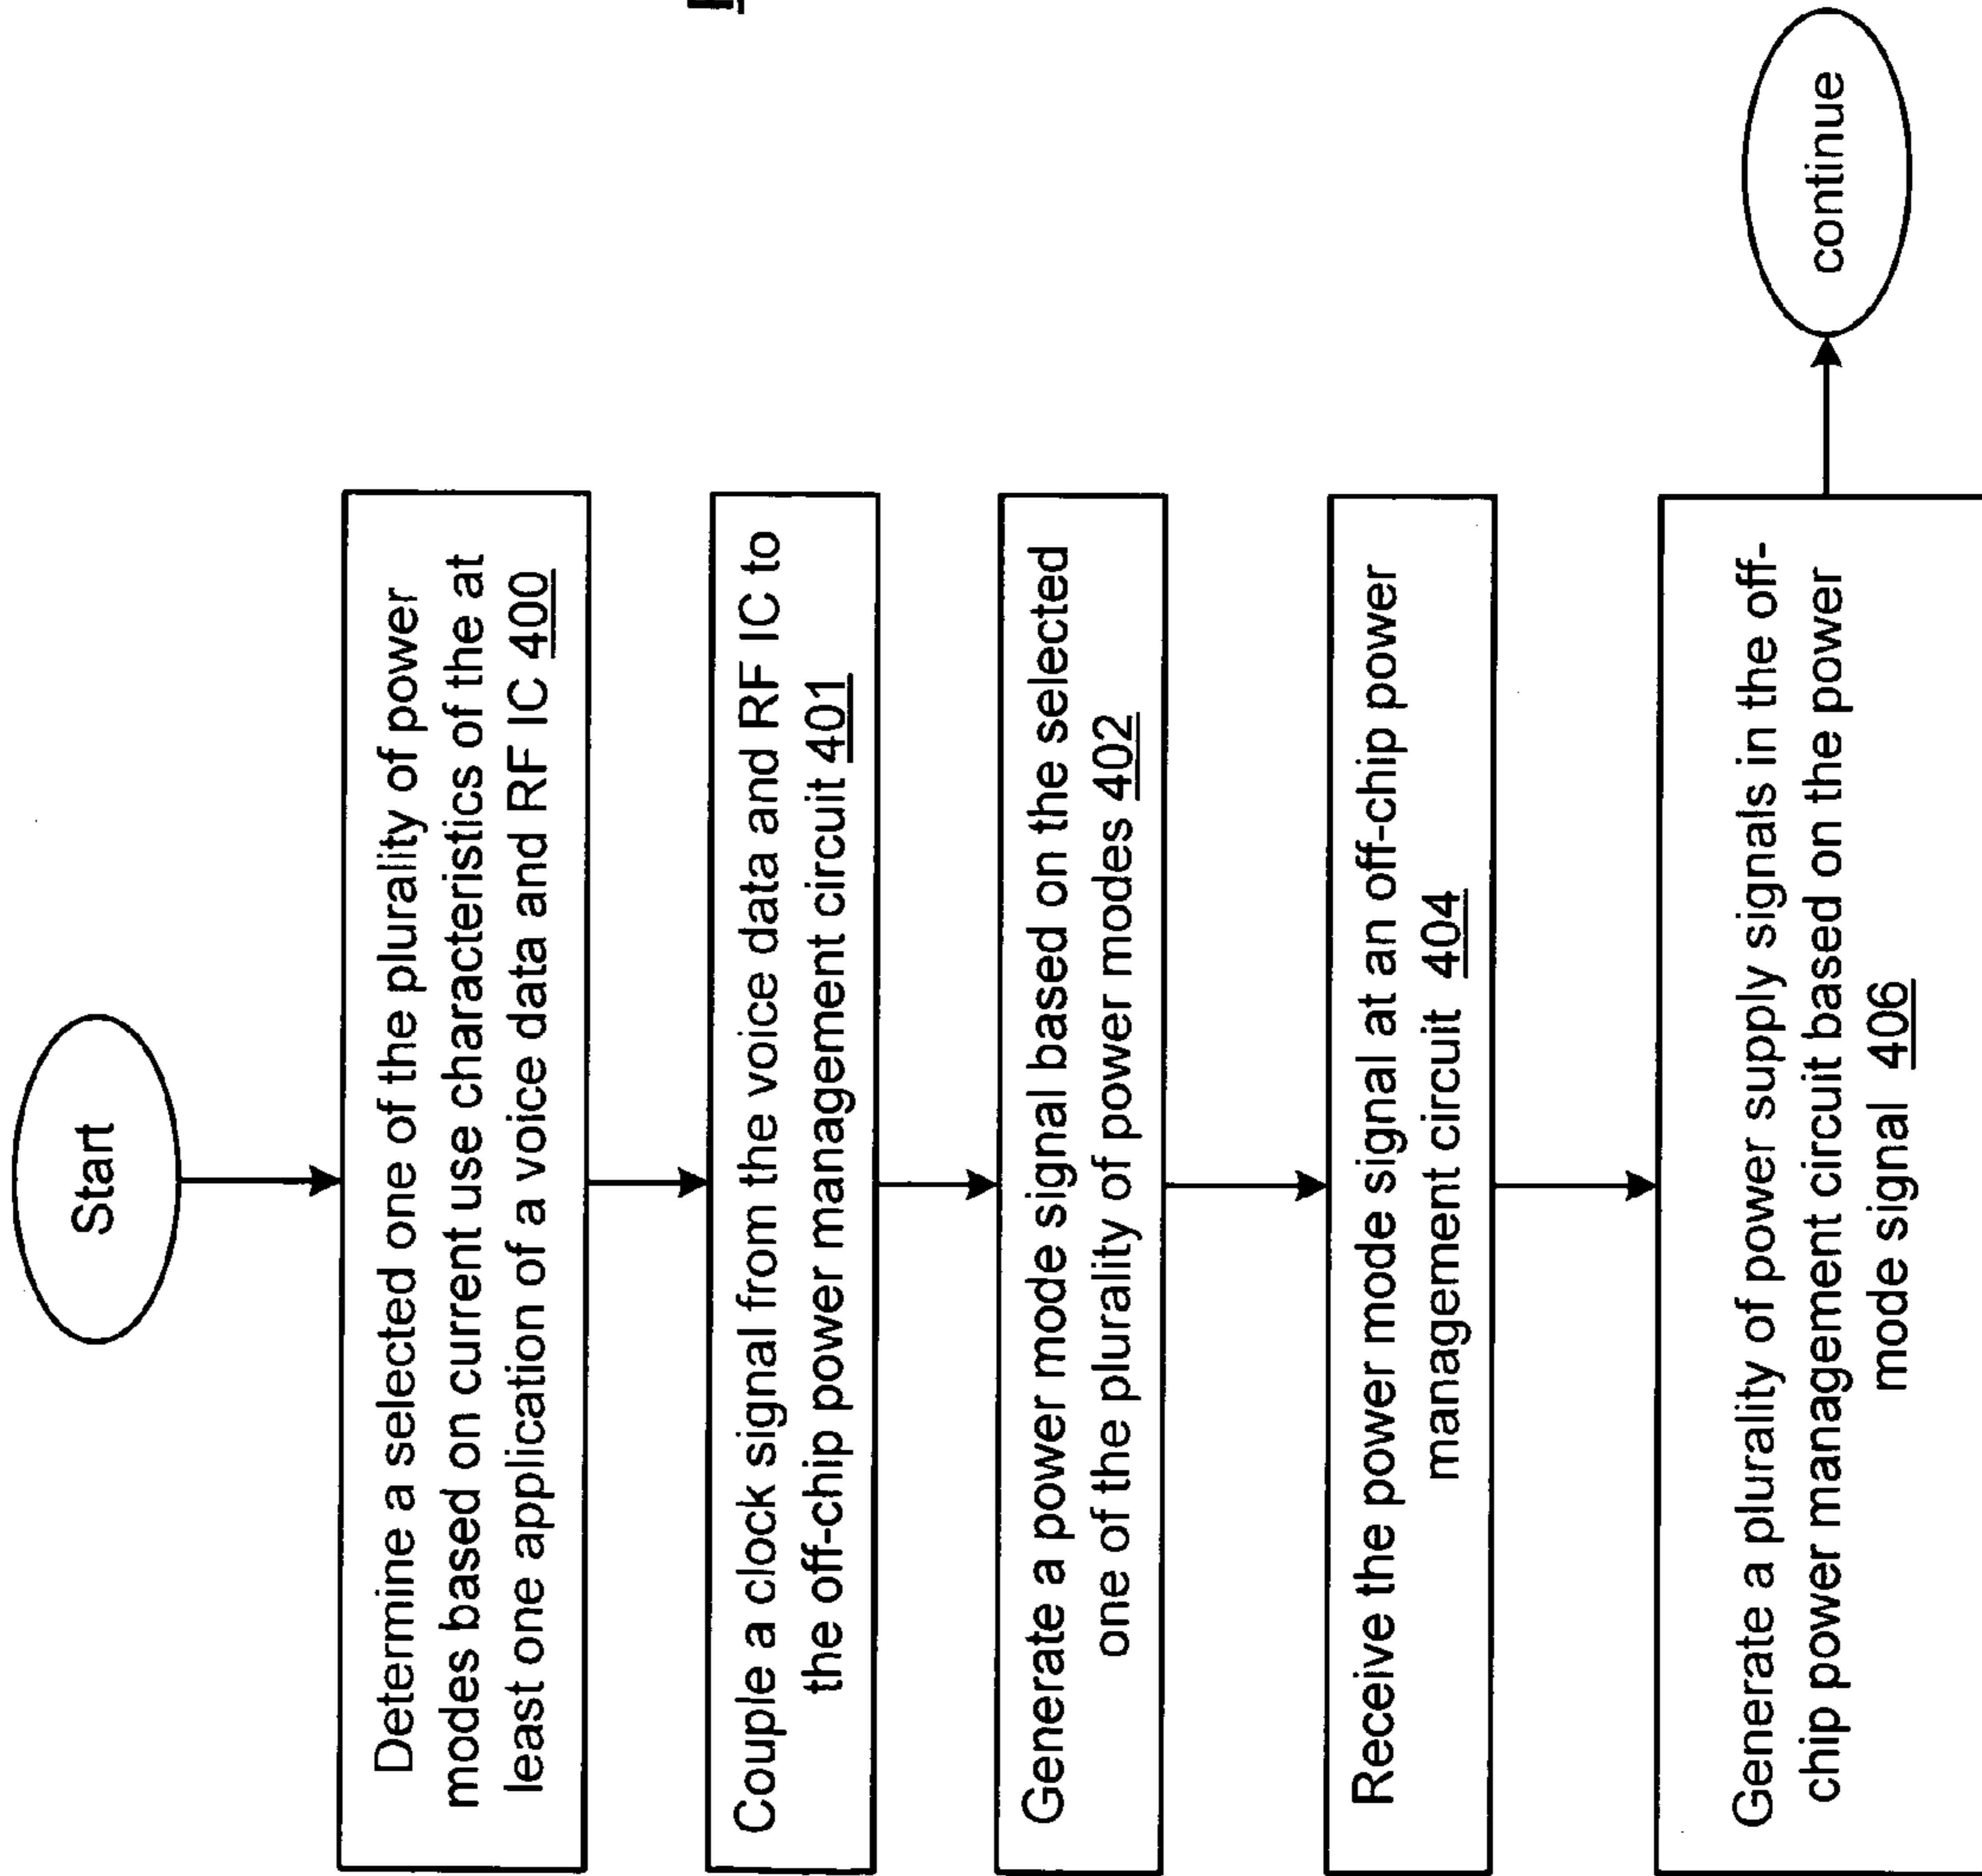 Start
Determine a selected one of the plurality of power
modes based on current use characteristics of the at
least one application of a voice data and RF IC 400
Couple a clock signal from the voice data and RF IC to
the off-chip power management circuit 401
Generate a power mode signal based on the selected
one of the plurality of power modes 402
Receive the power mode signal at an off-chip power
management circuit 404
Generate a plurality of power supply signals in the off-
chip power management circuit based on the power
mode signal 406
continue